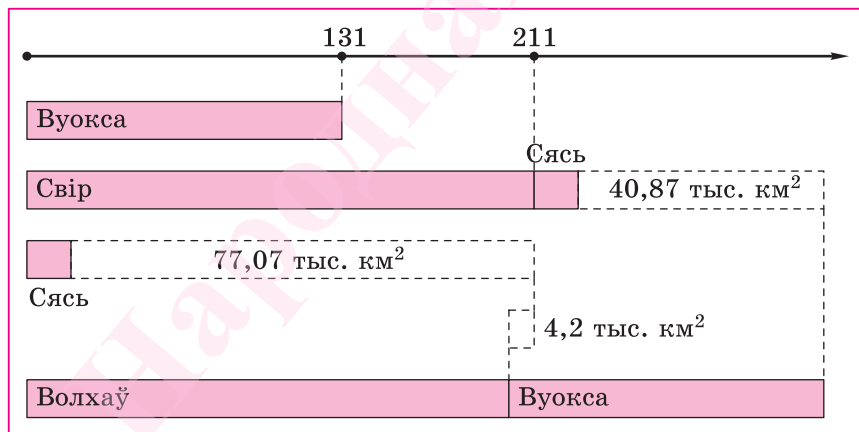 131 211
Вуокса
Сясь
Свір 40,87 тыс. км²
77,07 тыс. км²
Сясь
4,2 тыс. км²
Волхаў Вуокса
Народная